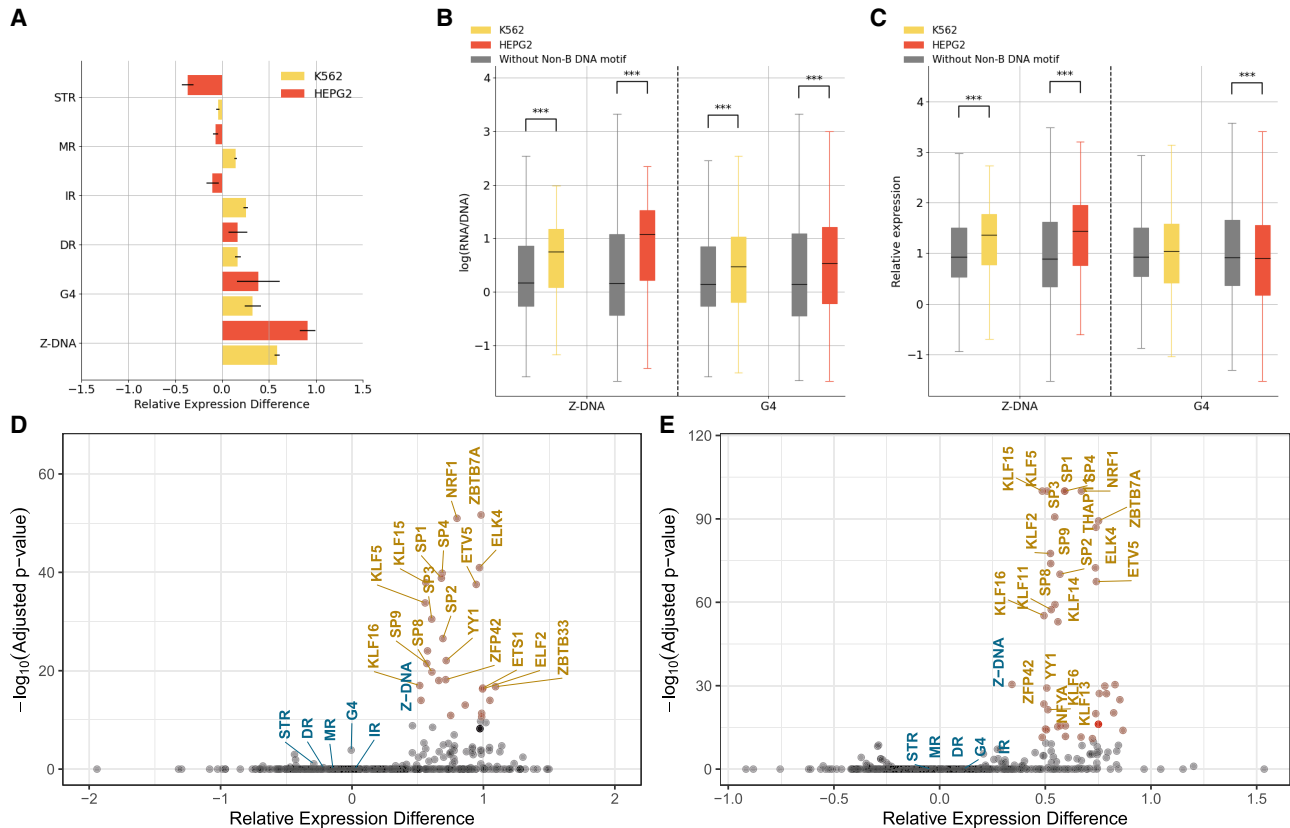 A
K562
HEPG2
STR
MR
IR
DR
G4
Z-DNA
−1.5
−1.0
−0.5
0.0
0.5
1.0
1.5
Relative Expression Difference
B
K562
HEPG2
Without Non-B DNA motif
***
***
***
***
4
3
2
1
0
−1
log(RNA/DNA)
Z-DNA
G4
C
K562
HEPG2
Without Non-B DNA motif
***
***
***
4
3
2
1
0
−1
Relative expression
Z-DNA
G4
D
60
40
20
0
−log10(Adjusted p-value)
NRF1
ZBTB7A
KLF5
KLF15
SP1
SP4
ETV5
ELK4
SP3
SP2
KLF16
SP9
SP8
YY1
ZFP42
ETS1
ELF2
ZBTB33
Z-DNA
STR
DR
MR
G4
IR
−2
−1
0
1
2
Relative Expression Difference
E
120
90
60
30
0
−log10(Adjusted p-value)
KLF15
KLF5
SP3
SP1
SP4
NRF1
THAP11
ZBTB7A
KLF2
SP9
SP2
ELK4
ETV5
KLF16
KLF11
SP8
KLF14
Z-DNA
ZFP42
YY1
NFYA
KLF6
KLF13
STR
MR
DR
G4
IR
−1.0
−0.5
0.0
0.5
1.0
1.5
Relative Expression Difference